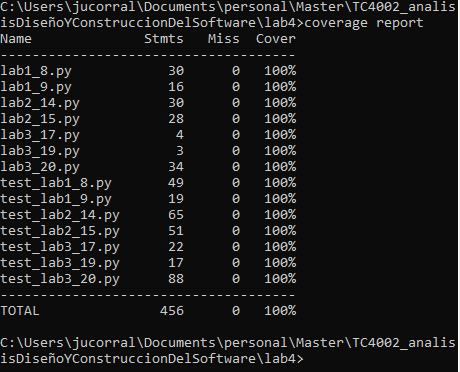 C:\Users\jucorral\Documents\personal\Master\TC4002_analis
isDiseñoYConstruccionDelSoftware\lab4>coverage report
Name              Stmts   Miss  Cover
-------------------------------------
lab1_8.py            30      0   100%
lab1_9.py            16      0   100%
lab2_14.py           30      0   100%
lab2_15.py           28      0   100%
lab3_17.py            4      0   100%
lab3_19.py            3      0   100%
lab3_20.py           34      0   100%
test_lab1_8.py       49      0   100%
test_lab1_9.py       19      0   100%
test_lab2_14.py      65      0   100%
test_lab2_15.py      51      0   100%
test_lab3_17.py      22      0   100%
test_lab3_19.py      17      0   100%
test_lab3_20.py      88      0   100%
-------------------------------------
TOTAL               456      0   100%
C:\Users\jucorral\Documents\personal\Master\TC4002_analis
isDiseñoYConstruccionDelSoftware\lab4>